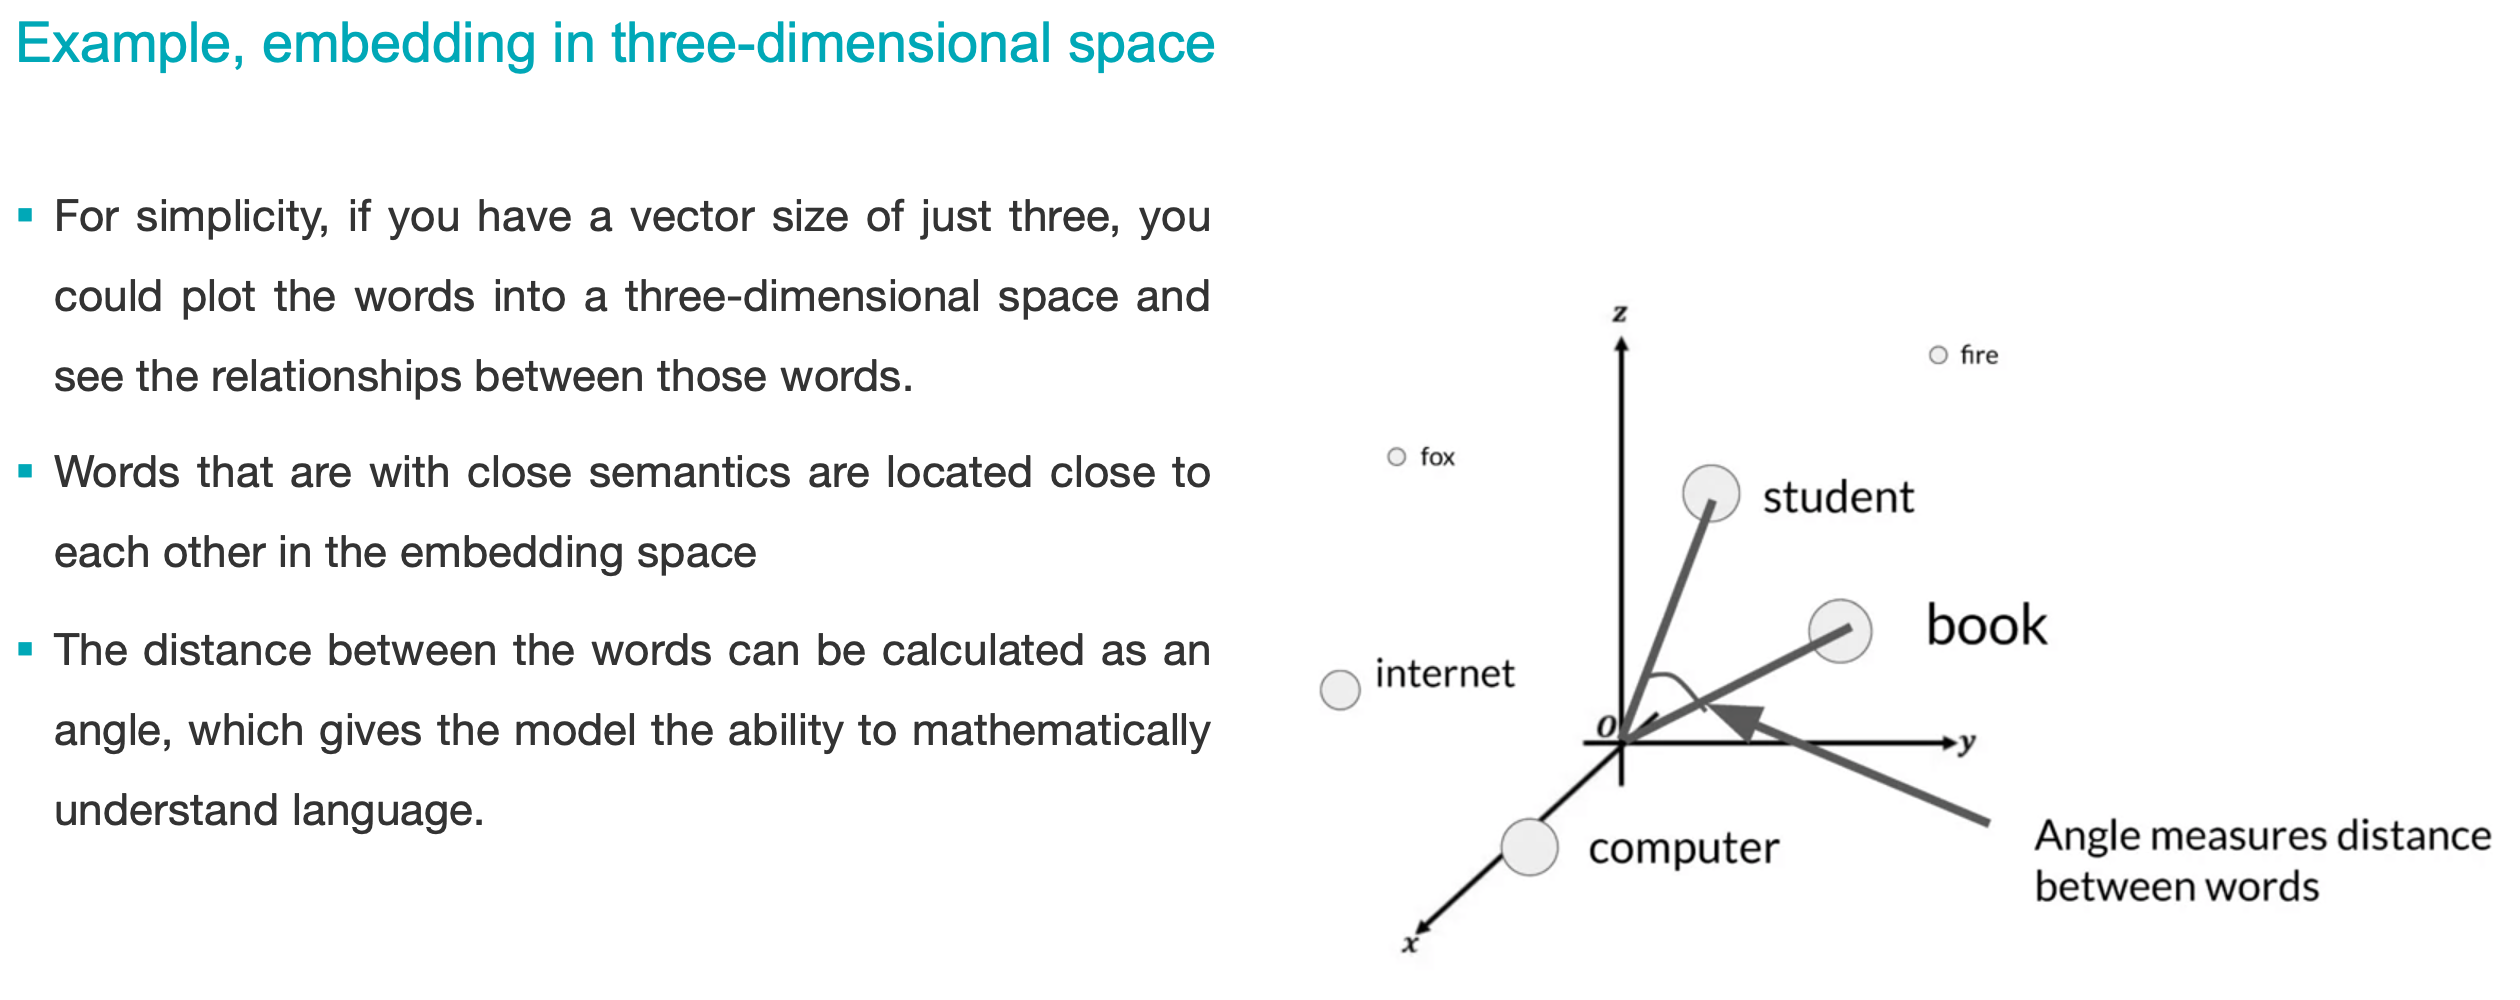 Example, embedding in three-dimensional space
For simplicity, if you have a vector size of just three, you
could plot the words into a three-dimensional space and
see the relationships between those words.
Words that are with close semantics are located close to
each other in the embedding space
The distance between the words can be calculated as an
angle, which gives the model the ability to mathematically
understand language.
z
fire
fox
student
book
internet
O
y
computer
Angle measures distance
between words
x